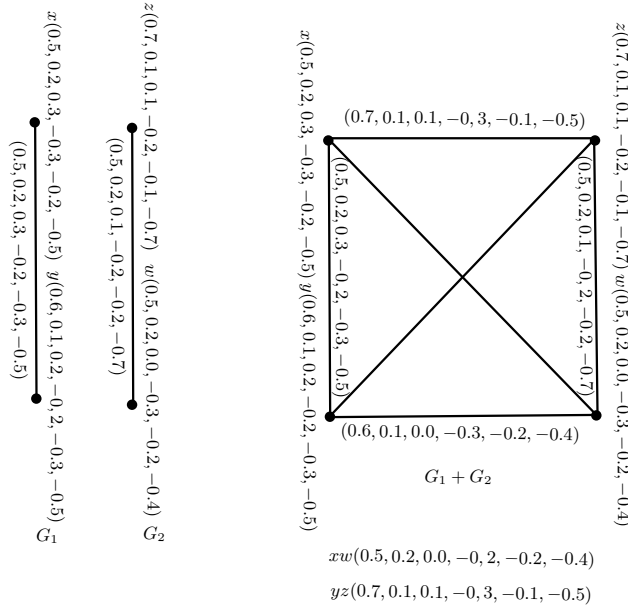 x(0.5, 0.2, 0.3, −0.3, −0.2, −0.5)
y(0.6, 0.1, 0.2, −0, 2, −0.3, −0.5)
(0.5, 0.2, 0.3, −0.2, −0.3, −0.5)
G1
z(0.7, 0.1, 0.1, −0.2, −0.1, −0.7)
w(0.5, 0.2, 0.0, −0.3, −0.2, −0.4)
(0.5, 0.2, 0.1, −0.2, −0.2, −0.7)
G2
x(0.5, 0.2, 0.3, −0.3, −0.2, −0.5)
y(0.6, 0.1, 0.2, −0.2, −0.3, −0.5)
(0.7, 0.1, 0.1, −0, 3, −0.1, −0.5)
(0.5, 0.2, 0.3, −0, 2, −0.3, −0.5)
(0.5, 0.2, 0.1, −0, 2, −0.2, −0.7)
z(0.7, 0.1, 0.1, −0.2, −0.1, −0.7)
w(0.5, 0.2, 0.0, −0.3, −0.2, −0.4)
(0.6, 0.1, 0.0, −0.3, −0.2, −0.4)
G1 + G2
xw(0.5, 0.2, 0.0, −0, 2, −0.2, −0.4)
yz(0.7, 0.1, 0.1, −0, 3, −0.1, −0.5)